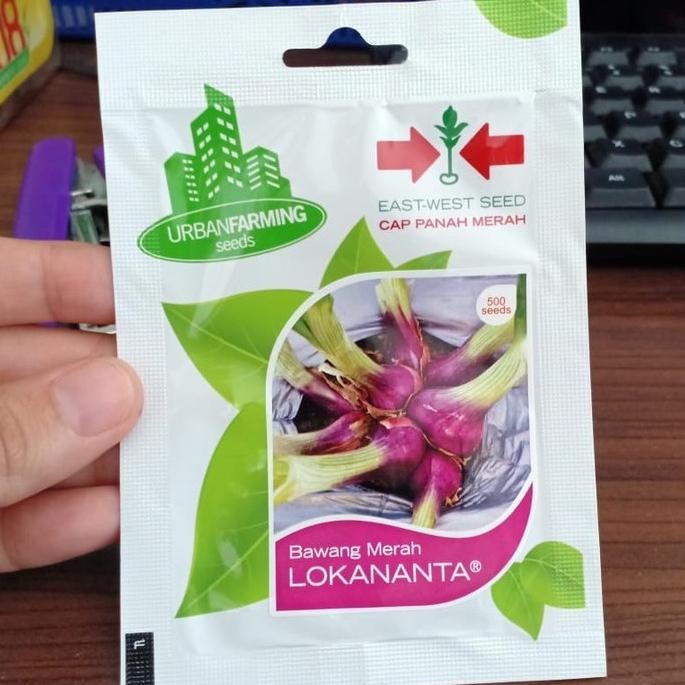 URBANFARMING
seeds
EAST-WEST SEED
CAP PANAH MERAH
500
seeds
Bawang Merah
LOKANANTA®